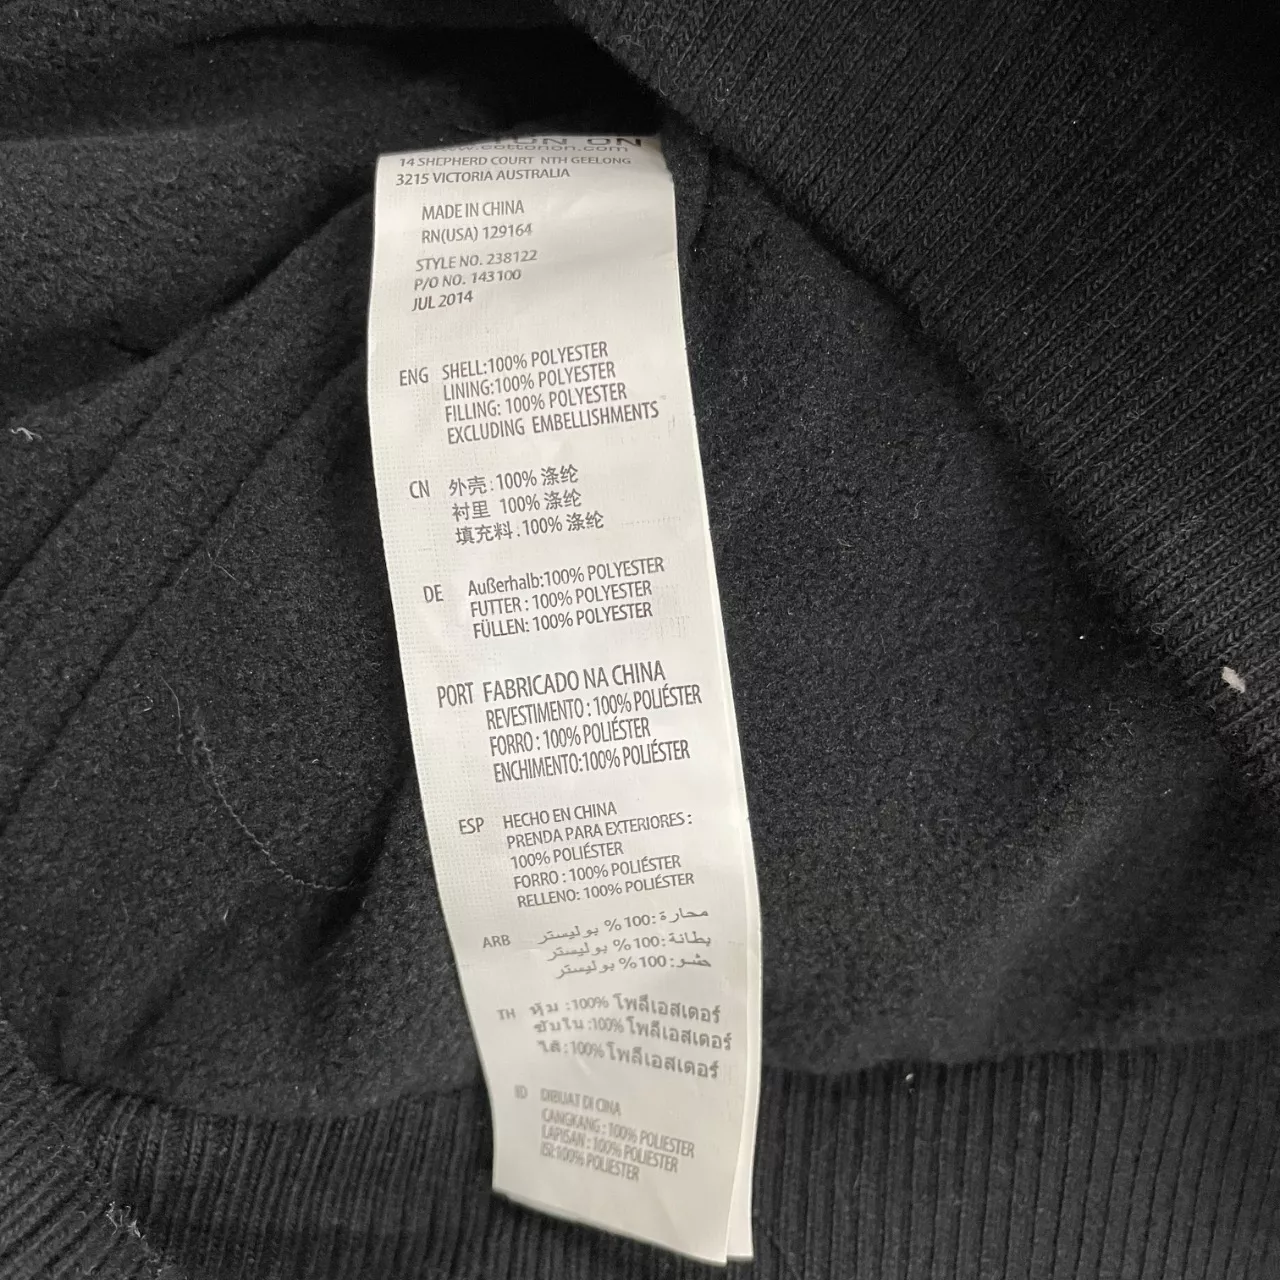 TON ON
www.cottonon.com
14 SHEPHERD COURT NTH GEELONG
3215 VICTORIA AUSTRALIA
MADE IN CHINA
RN(USA) 129164
STYLE NO. 238122
P/O NO. 143100
JUL 2014
ENG SHELL:100% POLYESTER
LINING:100% POLYESTER
FILLING: 100% POLYESTER
EXCLUDING EMBELLISHMENTS
CN 外壳:100% 涤纶
衬里 100% 涤纶
填充料.100% 涤纶
DE Außerhalb:100% POLYESTER
FUTTER : 100% POLYESTER
FÜLLEN: 100% POLYESTER
PORT FABRICADO NA CHINA
REVESTIMENTO : 100% POLIÉSTER
FORRO : 100% POLIÉSTER
ENCHIMENTO:100% POLIÉSTER
ESP HECHO EN CHINA
PRENDA PARA EXTERIORES :
100% POLIÉSTER
FORRO : 100% POLIÉSTER
RELLENO: 100% POLIÉSTER
ARB محارة:100% بوليستر
بطانة:100% بوليستر
حشو:100% بوليستر
TH หุ้ม :100% โพลีเอสเตอร์
ซับใน :100% โพลีเอสเตอร์
ไส้:100% โพลีเอสเตอร์
ID DIBUAT DI CINA
CANGKANG : 100% POLIESTER
LAPISAN : 100% POLIESTER
ISI:100% POLIESTER